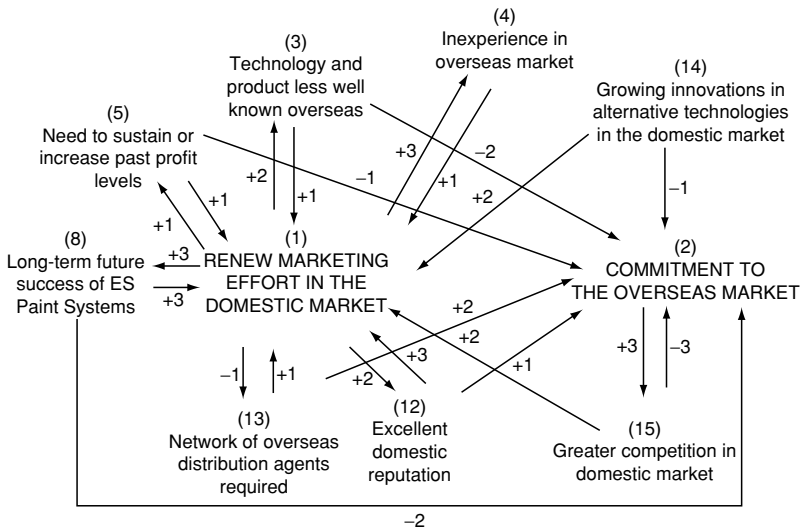 (4)
Inexperience in
overseas market
(3)
Technology and
product less well
known overseas
(14)
Growing innovations in
alternative technologies
in the domestic market
(5)
Need to sustain or
increase past profit
levels
+3
−2
+2
−1
+1
+2
−1
+1
+1
+1
(8)
Long-term future
success of ES
Paint Systems
+3
+3
(1)
RENEW MARKETING
EFFORT IN THE
DOMESTIC MARKET
(2)
COMMITMENT TO
THE OVERSEAS MARKET
+2
+2
+3
−3
−1
+1
+2
+3
+1
(13)
Network of overseas
distribution agents
required
(12)
Excellent
domestic
reputation
(15)
Greater competition in
domestic market
−2